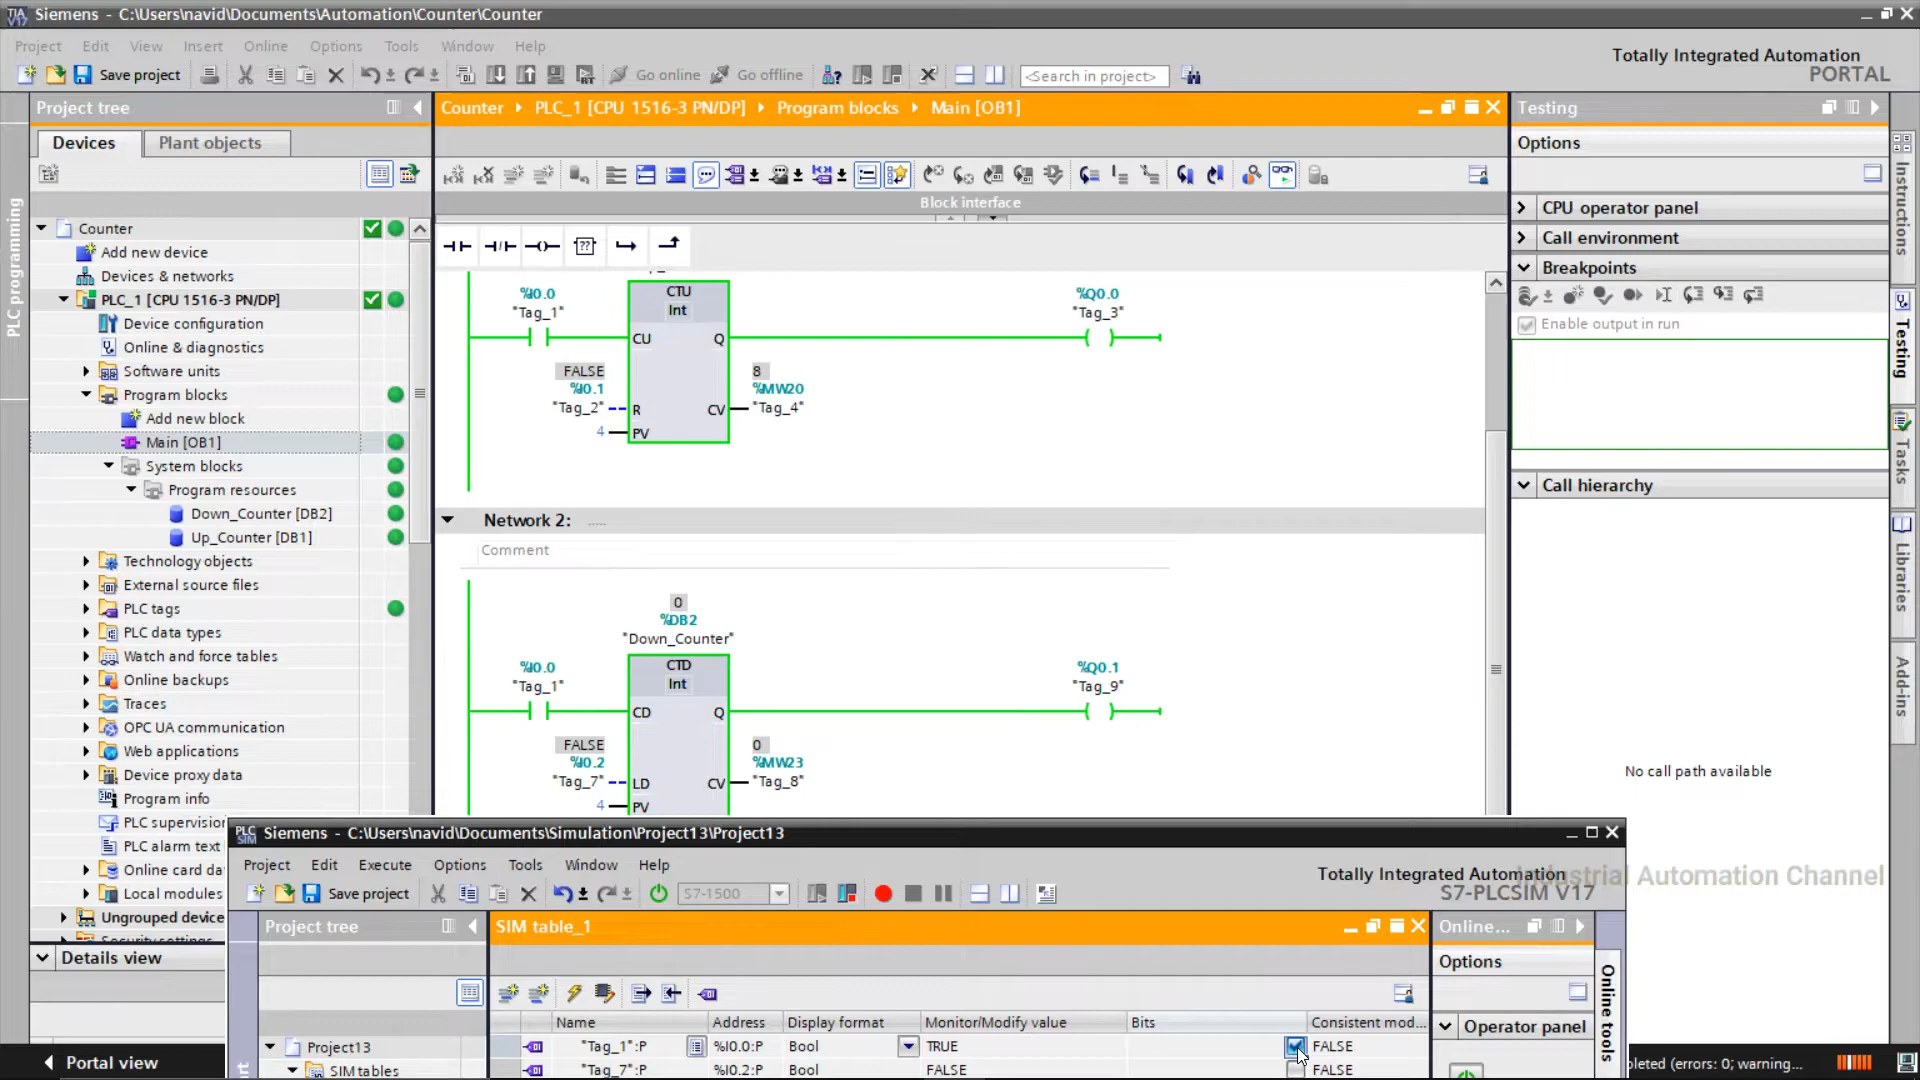 Siemens - C:\Users\navid\Documents\Automation\Counter\Counter
Project Edit View Insert Online Options Tools Window Help
Totally Integrated Automation
PORTAL
Save project
Go online
Go offline
<Search in project>
Project tree
Devices
Plant objects
PLC programming
Counter
Add new device
Devices & networks
PLC_1 [CPU 1516-3 PN/DP]
Device configuration
Online & diagnostics
Software units
Program blocks
Add new block
Main [OB1]
System blocks
Program resources
Down_Counter [DB2]
Up_Counter [DB1]
Technology objects
External source files
PLC tags
PLC data types
Watch and force tables
Online backups
Traces
OPC UA communication
Web applications
Device proxy data
Program info
PLC supervision
PLC alarm text
Online card da
Local modules
Ungrouped device
Security settings
Details view
Portal view
Counter PLC_1 [CPU 1516-3 PN/DP] Program blocks Main [OB1]
Block interface
??
%I0.0
"Tag_1"
CTU
Int
%Q0.0
"Tag_3"
CU Q
FALSE 8
%I0.1 %MW20
"Tag_2" R CV "Tag_4"
4 PV
Network 2: .....
Comment
0
%DB2
"Down_Counter"
%I0.0
"Tag_1"
CTD
Int
%Q0.1
"Tag_9"
CD Q
FALSE 0
%I0.2 %MW23
"Tag_7" LD CV "Tag_8"
4 PV
Testing
Options
CPU operator panel
Call environment
Breakpoints
Enable output in run
Call hierarchy
No call path available
Instructions
Testing
Tasks
Libraries
Add-ins
Siemens - C:\Users\navid\Documents\Simulation\Project13\Project13
Project Edit Execute Options Tools Window Help
Totally Integrated Automation
S7-PLCSIM V17
Industrial Automation Channel
Save project
S7-1500
Project tree
SIM table_1
Online...
Options
Online tools
Operator panel
Name Address Display format Monitor/Modify value Bits Consistent mod...
"Tag_1":P %I0.0:P Bool TRUE FALSE
"Tag_7":P %I0.2:P Bool FALSE FALSE
Project13
SIM tables
pleted (errors: 0; warning...